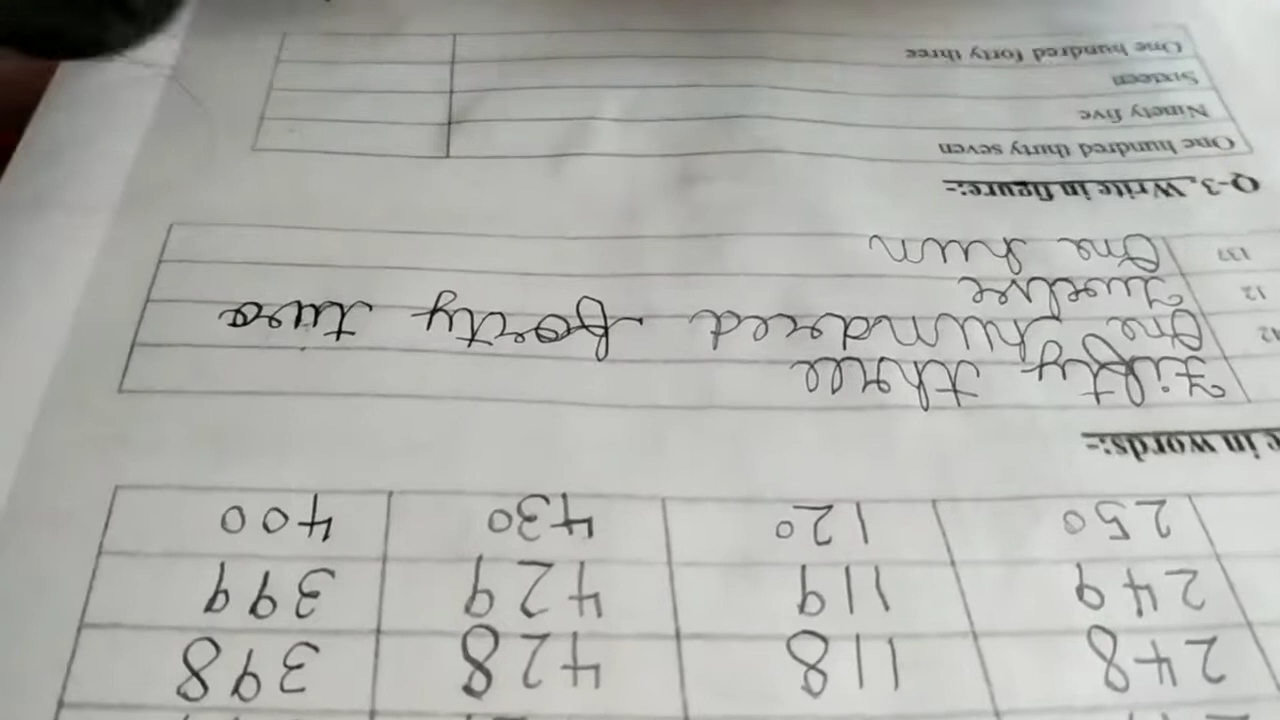 248 118 428 398
249 119 429 399
250 120 430 400
e in words:-
Fifty three
42 One hundered forty two
12 Twelve
137 One hun
Q-3. Write in figure:-
One hundred thirty seven
Ninety five
Sixteen
One hundred forty three